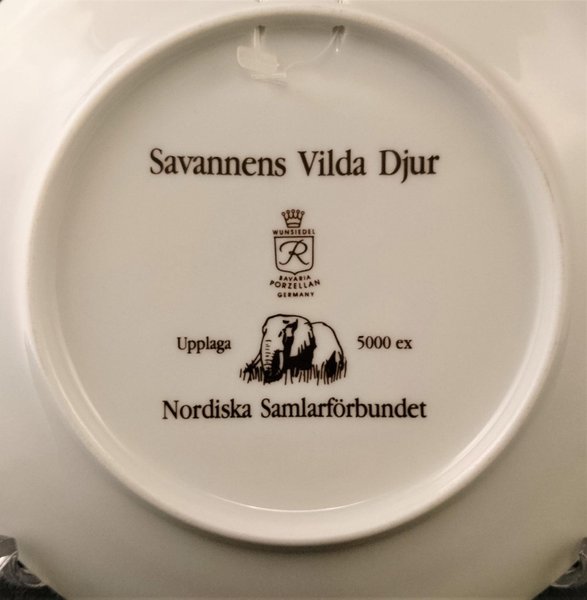 Savannens Vilda Djur
WUNSIEDEL
R
BAVARIA
PORZELLAN
GERMANY
Upplaga 5000 ex
Nordiska Samlarförbundet